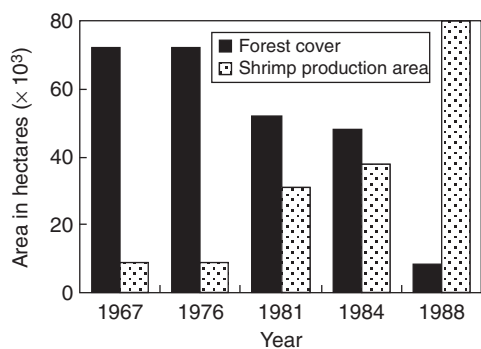 80
60
40
20
0
Area in hectares (× 10³)
Forest cover
Shrimp production area
1967 1976 1981 1984 1988
Year